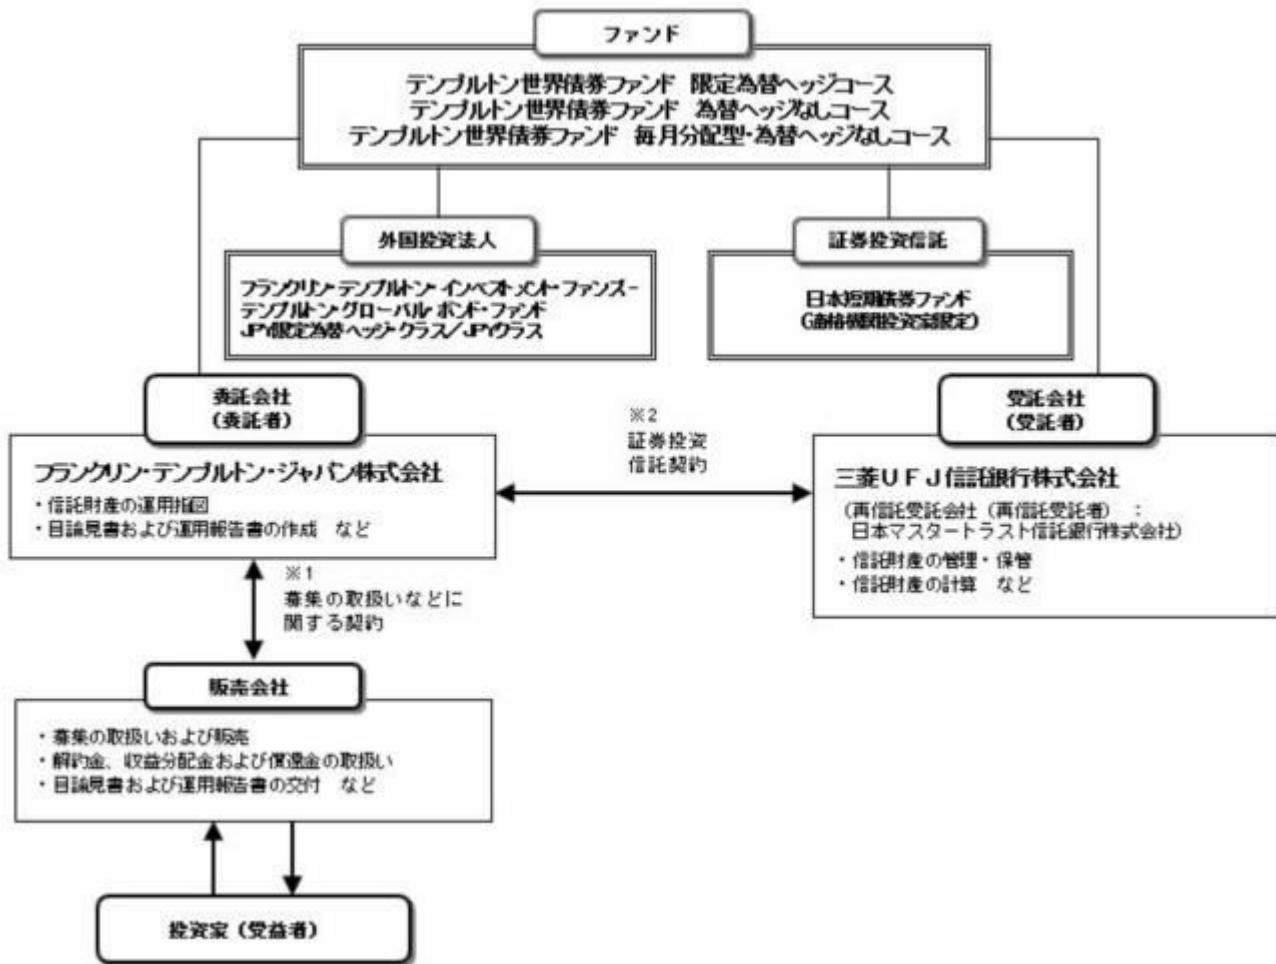 ファンド
テンプルトン世界債券ファンド 限定為替ヘッジコース
テンプルトン世界債券ファンド 為替ヘッジなしコース
テンプルトン世界債券ファンド 毎月分配型・為替ヘッジなしコース
外国投資法人
フランクリン・テンプルトン・インベストメント・ファンズ－
テンプルトン・グローバル・ボンド・ファンド
JPY限定為替ヘッジ・クラス／JPYクラス
証券投資信託
日本短期債券ファンド
(適格機関投資家限定)
委託会社
（委託者）
フランクリン・テンプルトン・ジャパン株式会社
・信託財産の運用指図
・目論見書および運用報告書の作成 など
※2
証券投資
信託契約
受託会社
（受託者）
三菱ＵＦＪ信託銀行株式会社
（再信託受託会社（再信託受託者）：
日本マスタートラスト信託銀行株式会社）
・信託財産の管理・保管
・信託財産の計算 など
※1
募集の取扱いなどに
関する契約
販売会社
・募集の取扱いおよび販売
・解約金、収益分配金および償還金の取扱い
・目論見書および運用報告書の交付 など
投資家（受益者）